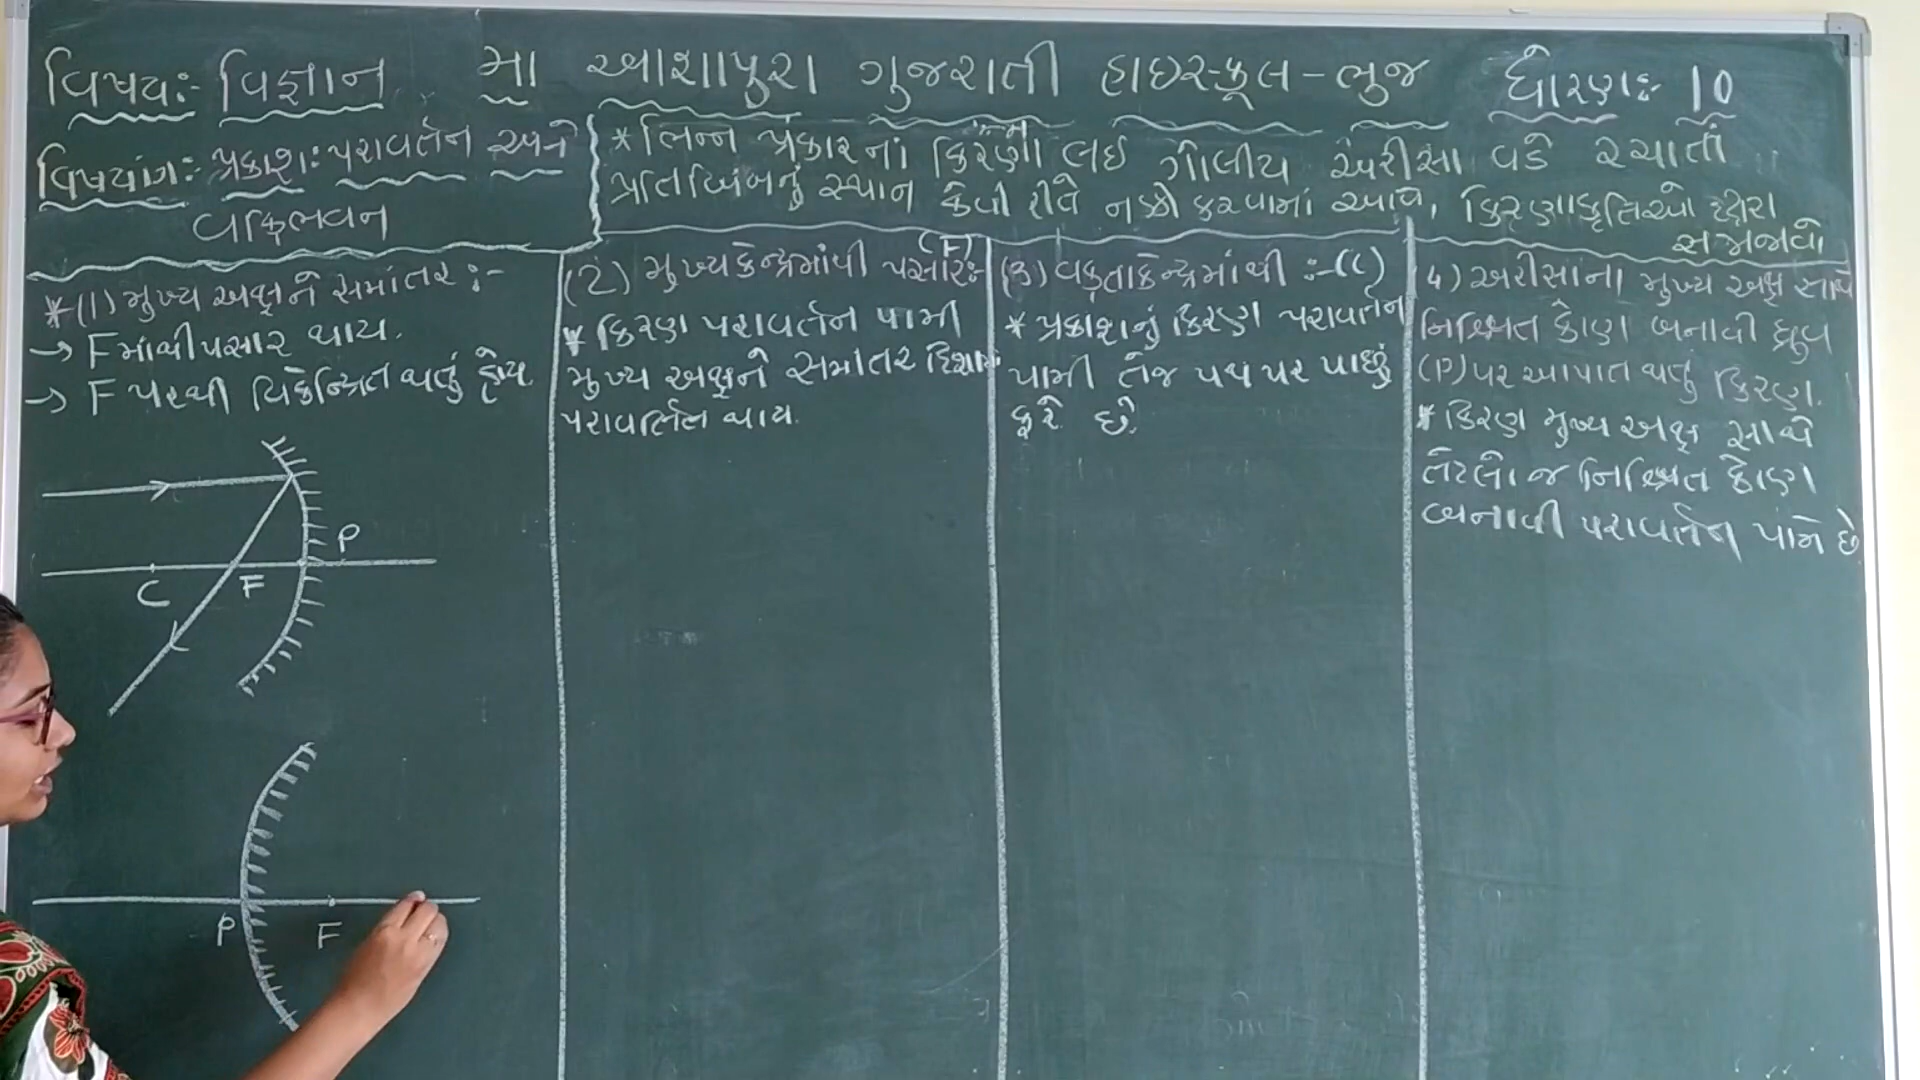 વિષય:- વિજ્ઞાન મા આશાપુરા ગુજરાતી હાઇસ્કૂલ - ભુજ ધોરણ:- 10
વિષયાંગ:- પ્રકાશ: પરાવર્તન અને
વક્રિભવન
* ભિન્ન પ્રકારનાં કિરણો લઈ ગોલીય અરીસા વડે રચાતાં
પ્રતિબિંબનું સ્થાન કેવી રીતે નક્કી કરવામાં આવે, કિરણાકૃતિઓ દ્વારા
સમજાવો
* (1) મુખ્ય અક્ષને સમાંતર :-
→ F માંથી પસાર થાય.
→ F પરથી વિકેન્દ્રિત થતું હોય
P
C
F
P
F
(2) મુખ્યકેન્દ્રમાંથી પસાર:-
(F)
* કિરણ પરાવર્તન પામી
મુખ્ય અક્ષને સમાંતર દિશામાં
પરાવર્તિત થાય.
(3) વક્રતાકેન્દ્રમાંથી :- (C)
* પ્રકાશનું કિરણ પરાવર્તન
પામી તેજ પથ પર પાછું
ફરે છે.
4) અરીસાના મુખ્ય અક્ષ સાથે
નિશ્ચિત કોણ બનાવી ધ્રુવ
(P) પર આપાત થતું કિરણ.
* કિરણ મુખ્ય અક્ષ સાથે
તેટલો જ નિશ્ચિત કોણ
બનાવી પરાવર્તન પામે છે